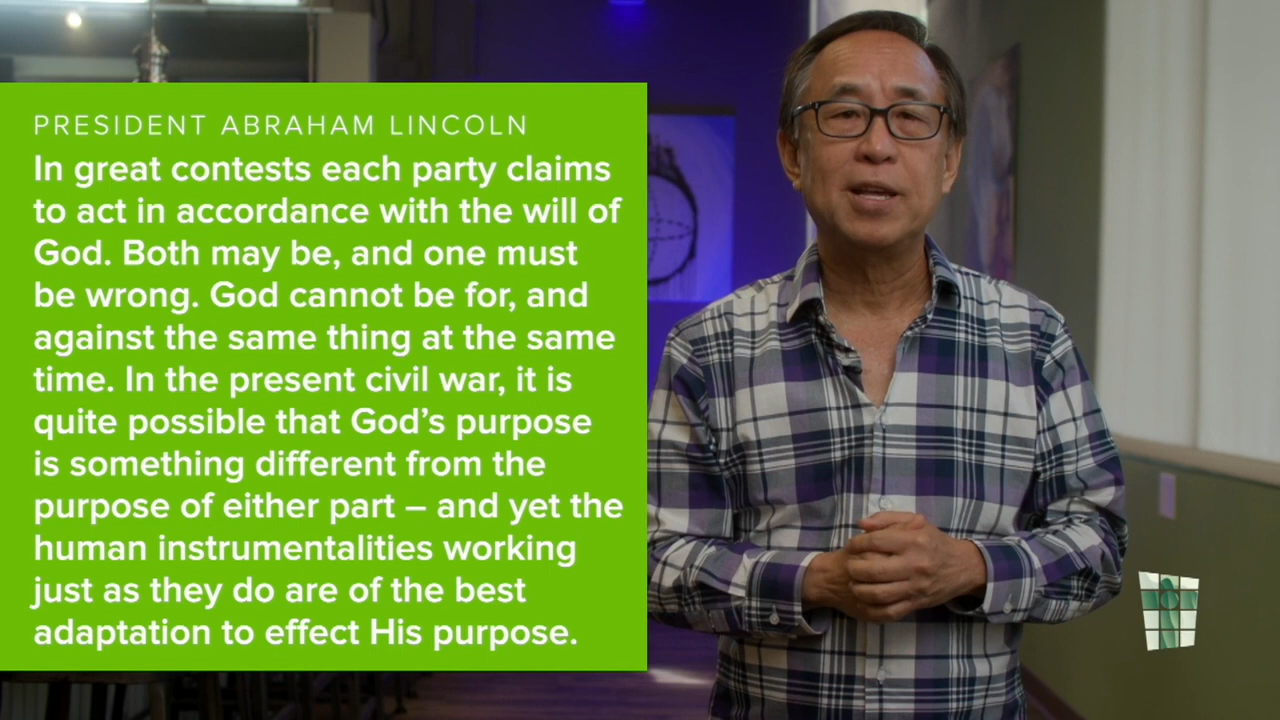 PRESIDENT ABRAHAM LINCOLN
In great contests each party claims
to act in accordance with the will of
God. Both may be, and one must
be wrong. God cannot be for, and
against the same thing at the same
time. In the present civil war, it is
quite possible that God’s purpose
is something different from the
purpose of either part – and yet the
human instrumentalities working
just as they do are of the best
adaptation to effect His purpose.